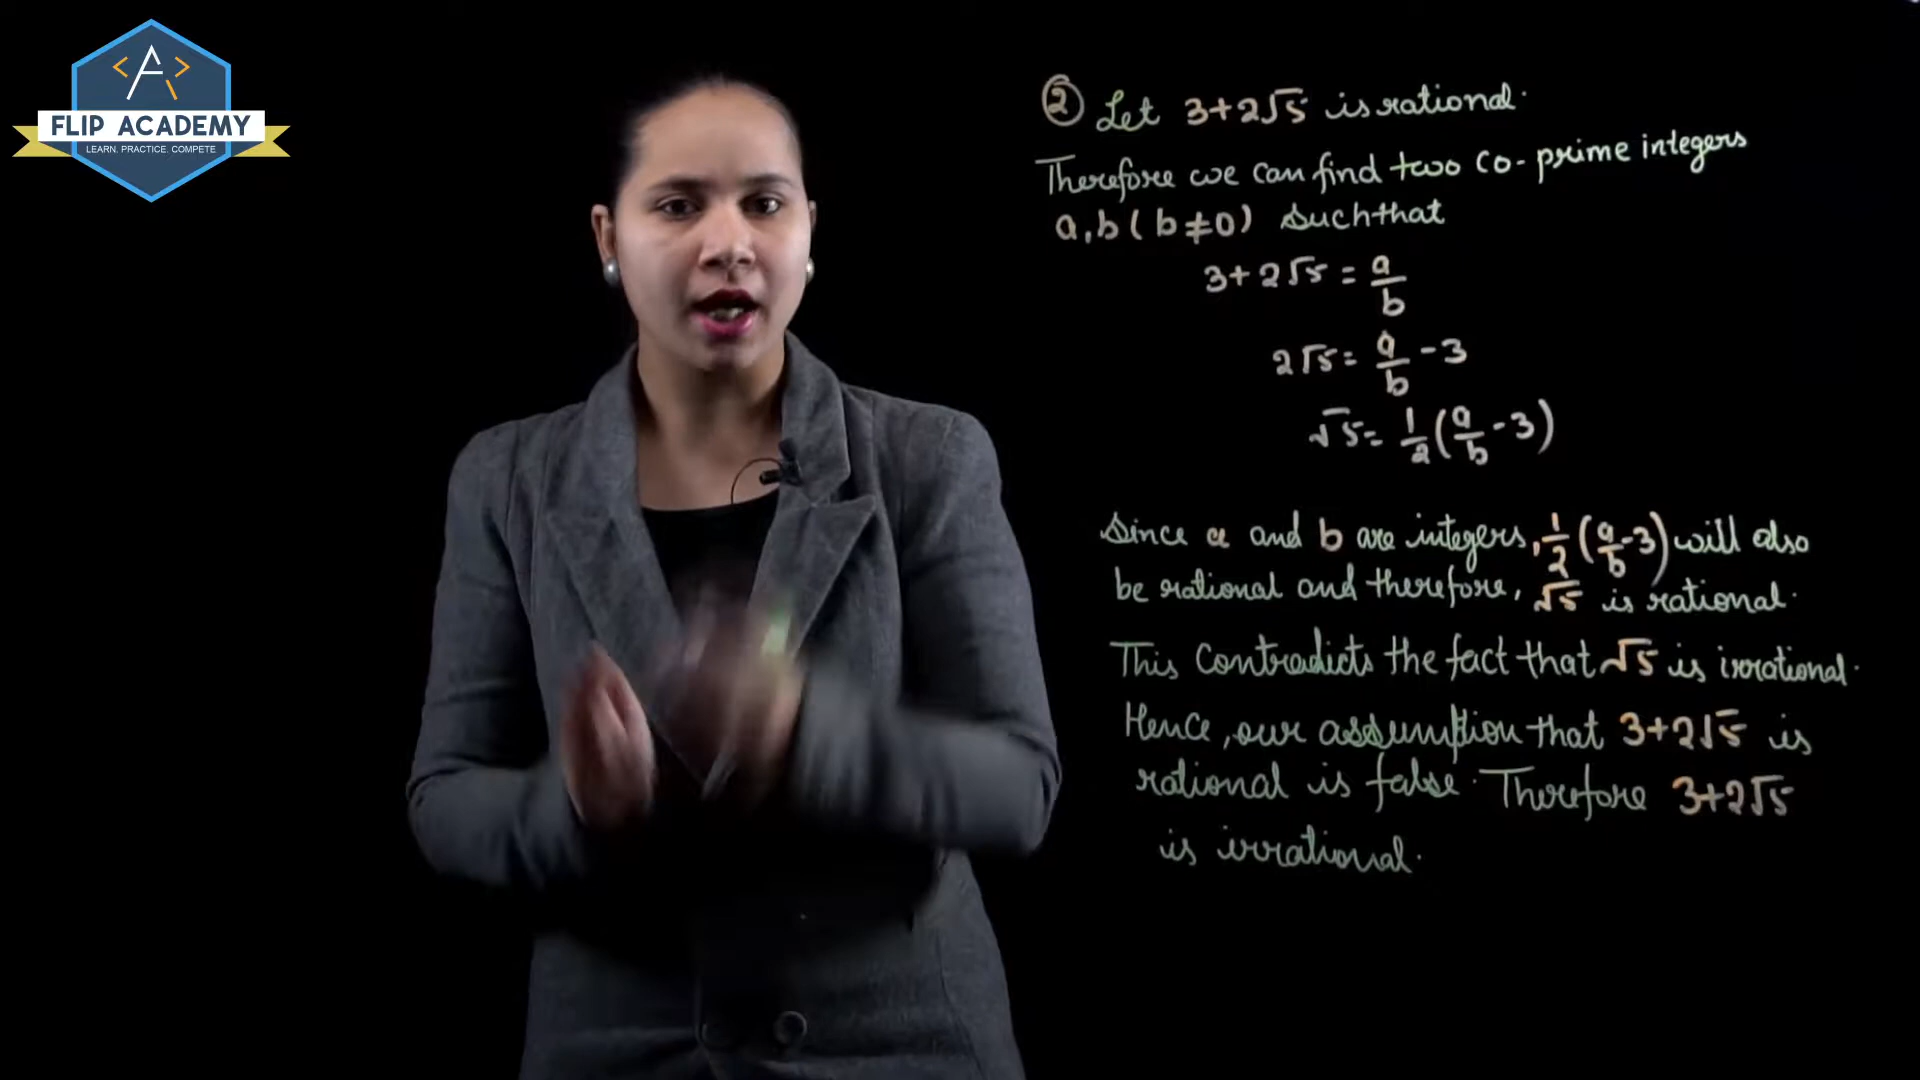 A
FLIP ACADEMY
LEARN. PRACTICE. COMPETE
② Let 3+2√5 is rational.
Therefore we can find two co-prime integers
a,b (b≠0) such that
3+2√5 = a/b
2√5 = a/b -3
√5 = 1/2 (a/b -3)
Since a and b are integers, 1/2 (a/b -3) will also
be rational and therefore, √5 is rational.
This contradicts the fact that √5 is irrational.
Hence, our assumption that 3+2√5 is
rational is false. Therefore 3+2√5
is irrational.